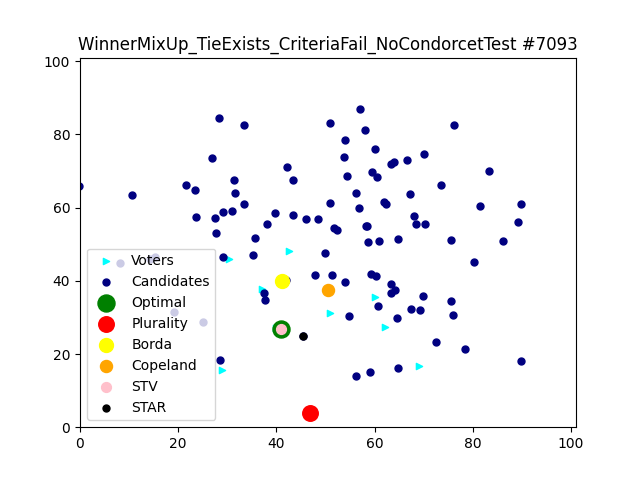 WinnerMixUp_TieExists_CriteriaFail_NoCondorcetTest #7093
100
80
60
40
20
0
Voters
Candidates
Optimal
Plurality
Borda
Copeland
STV
STAR
0 20 40 60 80 100